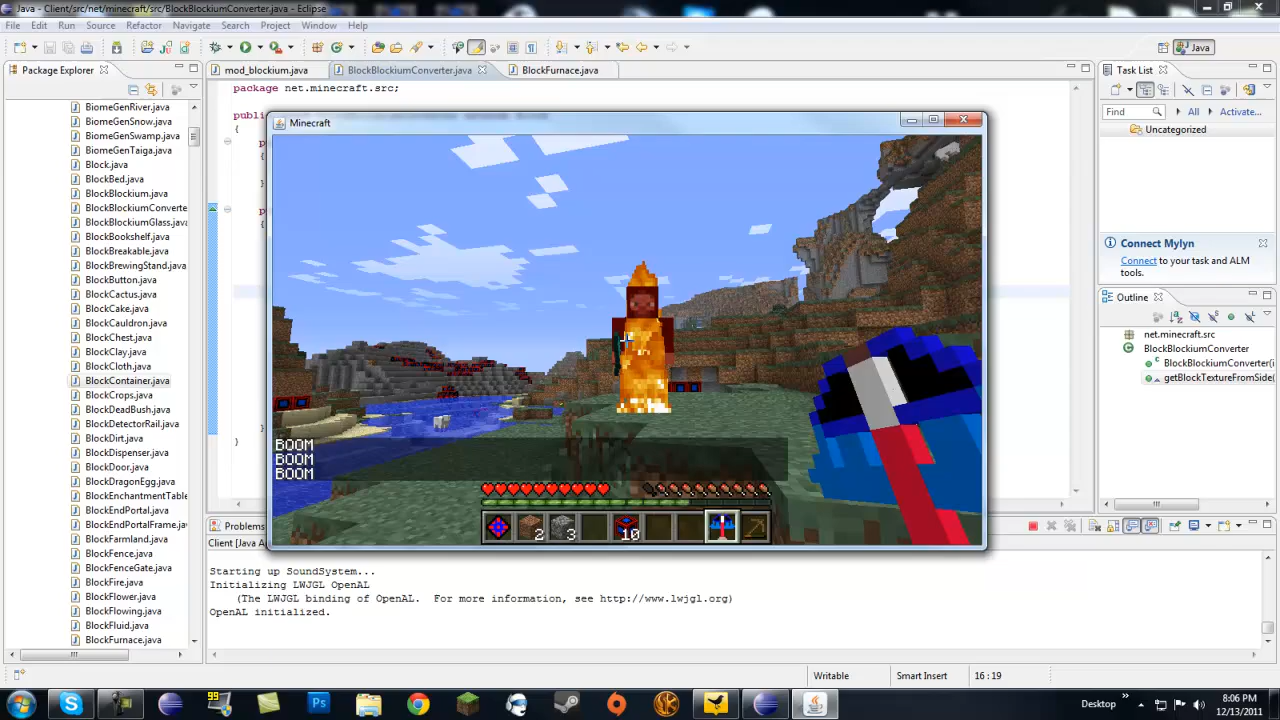 Java - Client/src/net/minecraft/src/BlockBlockiumConverter.java - Eclipse
File Edit Run Source Refactor Navigate Search Project Window Help
Java
Package Explorer
mod_blockium.java
BlockBlockiumConverter.java
BlockFurnace.java
Task List
BiomeGenRiver.java
BiomeGenSnow.java
BiomeGenSwamp.java
BiomeGenTaiga.java
Block.java
BlockBed.java
BlockBlockium.java
BlockBlockiumConverte
BlockBlockiumGlass.java
BlockBookshelf.java
BlockBreakable.java
BlockBrewingStand.java
BlockButton.java
BlockCactus.java
BlockCake.java
BlockCauldron.java
BlockChest.java
BlockClay.java
BlockCloth.java
BlockContainer.java
BlockCrops.java
BlockDeadBush.java
BlockDetectorRail.java
BlockDirt.java
BlockDispenser.java
BlockDoor.java
BlockDragonEgg.java
BlockEnchantmentTable
BlockEndPortal.java
BlockEndPortalFrame.java
BlockFarmland.java
BlockFence.java
BlockFenceGate.java
BlockFire.java
BlockFlower.java
BlockFlowing.java
BlockFluid.java
BlockFurnace.java
package net.minecraft.src;
Minecraft
BOOM
BOOM
BOOM
2
3
10
Find
All
Activate...
Uncategorized
Connect Mylyn
Connect to your task and ALM
tools.
Outline
net.minecraft.src
BlockBlockiumConverter
BlockBlockiumConverter(i
getBlockTextureFromSide(
Problems
Client [Java A
Starting up SoundSystem...
Initializing LWJGL OpenAL
(The LWJGL binding of OpenAL. For more information, see http://www.lwjgl.org)
OpenAL initialized.
Writable
Smart Insert
16 : 19
99
Desktop
8:06 PM
12/13/2011